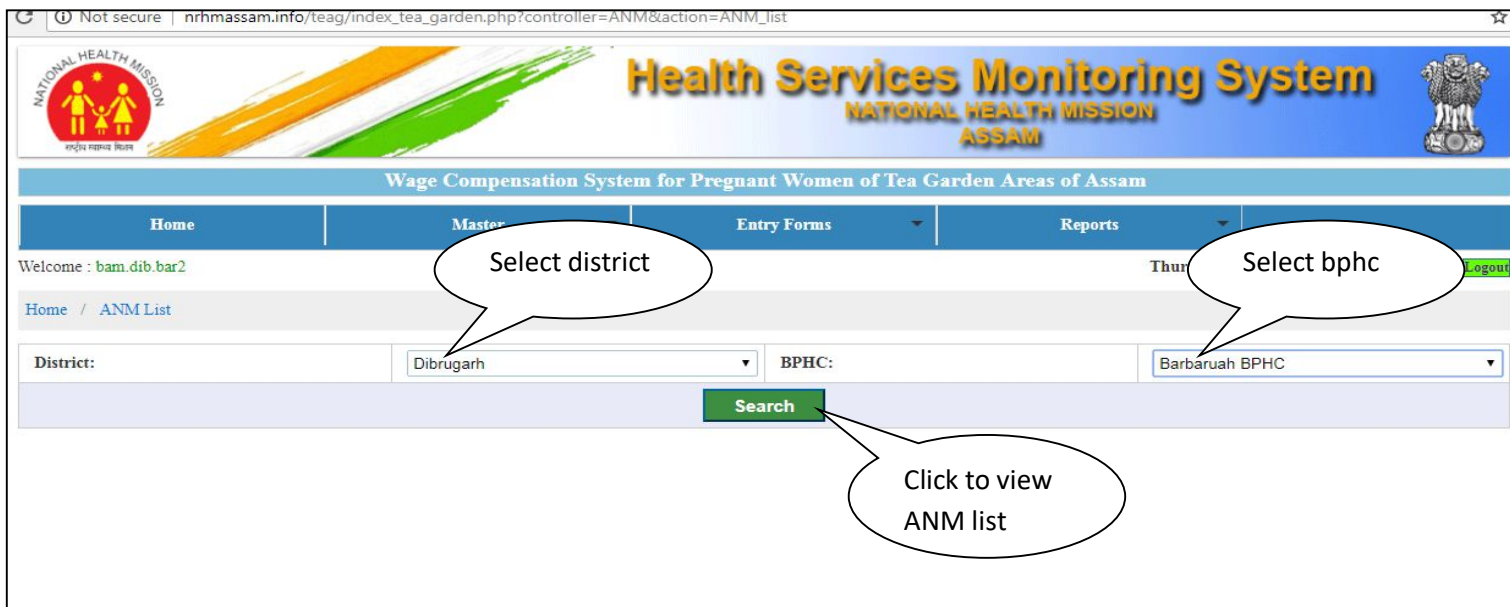 Not secure | nrhmassam.info/teag/index_tea_garden.php?controller=ANM&action=ANM_list
NATIONAL HEALTH MISSION
राष्ट्रीय स्वास्थ्य मिशन
Health Services Monitoring System
NATIONAL HEALTH MISSION
ASSAM
Wage Compensation System for Pregnant Women of Tea Garden Areas of Assam
Home Master Entry Forms Reports
Welcome : bam.dib.bar2 Thur Logout
Select district
Select bphc
Home / ANM List
District: Dibrugarh BPHC: Barbaruah BPHC
Search
Click to view
ANM list